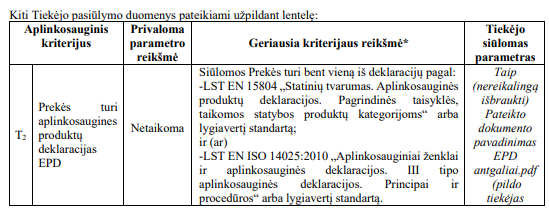 Kiti Tiekėjo pasiūlymo duomenys pateikiami užpildant lentelę:
Aplinkosauginis kriterijus
Privaloma parametro reikšmė
Geriausia kriterijaus reikšmė*
Tiekėjo siūlomas parametras
T2
Prekės turi aplinkosaugines produktų deklaracijas EPD
Netaikoma
Siūlomos Prekės turi bent vieną iš deklaracijų pagal:
-LST EN 15804 „Statinių tvarumas. Aplinkosauginės
produktų deklaracijos. Pagrindinės taisyklės,
taikomos statybos produktų kategorijoms“ arba
lygiavertį standartą;
ir (ar)
-LST EN ISO 14025:2010 „Aplinkosauginiai ženklai
ir aplinkosauginės deklaracijos. III tipo
aplinkosauginės deklaracijos. Principai ir
procedūros“ arba lygiavertį standartą.
Taip
(nereikalingą
išbraukti)
Pateikto
dokumento
pavadinimas
EPD
antgaliai.pdf
(pildo
tiekėjas